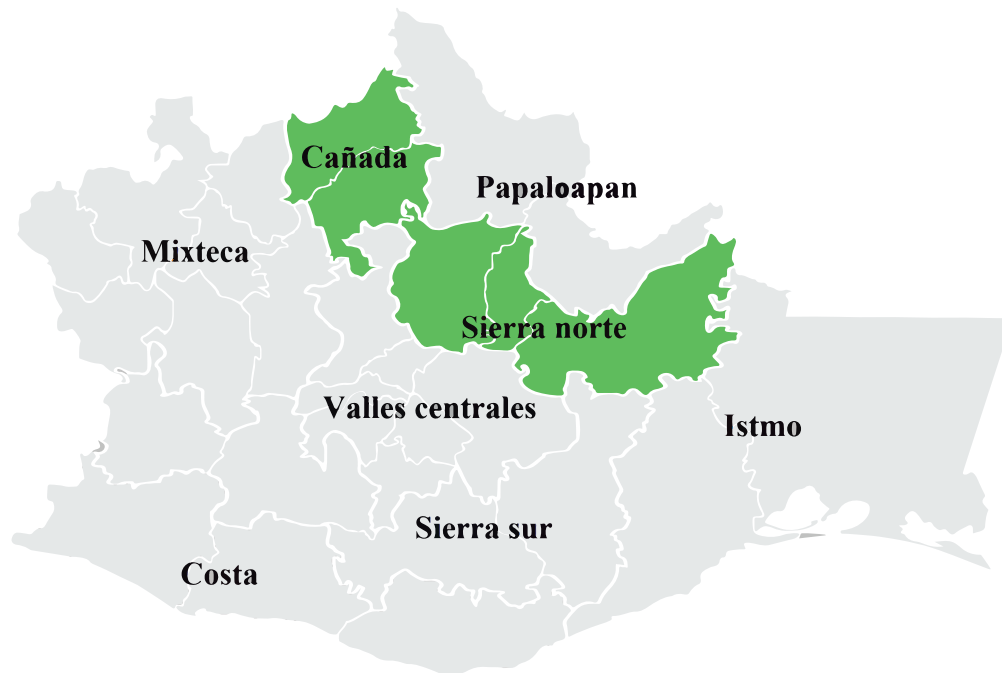 Cañada
Papaloapan
Mixteca
Sierra norte
Valles centrales
Istmo
Sierra sur
Costa